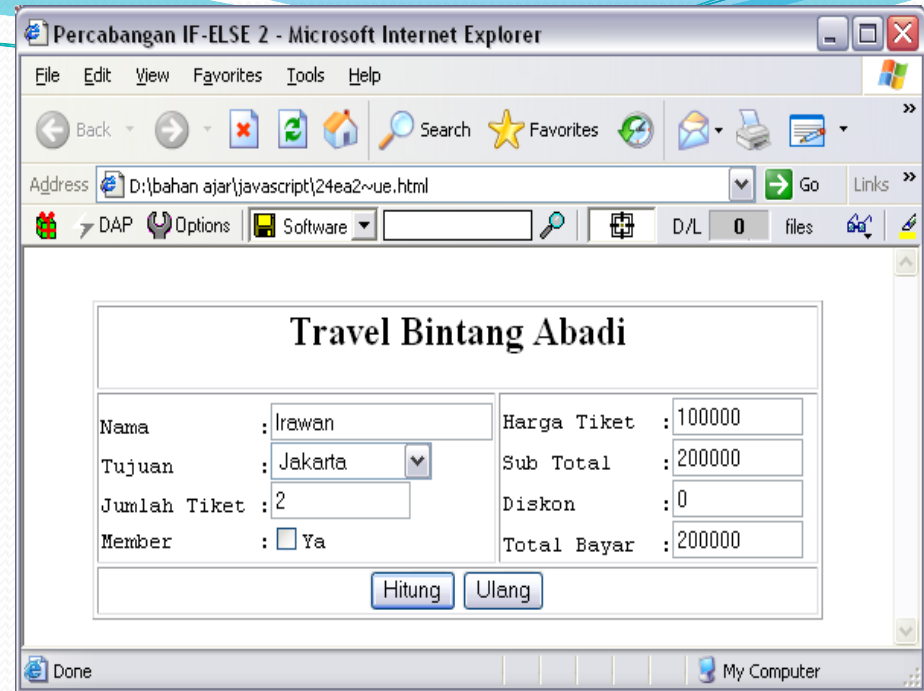 Percabangan IF-ELSE 2 - Microsoft Internet Explorer
File Edit View Favorites Tools Help
Back Search Favorites »
Address D:\bahan ajar\javascript\24ea2~ue.html Go Links »
DAP Options Software D/L 0 files
Travel Bintang Abadi
Nama : Irawan
Tujuan : Jakarta
Jumlah Tiket : 2
Member : Ya
Harga Tiket : 100000
Sub Total : 200000
Diskon : 0
Total Bayar : 200000
Hitung Ulang
Done My Computer